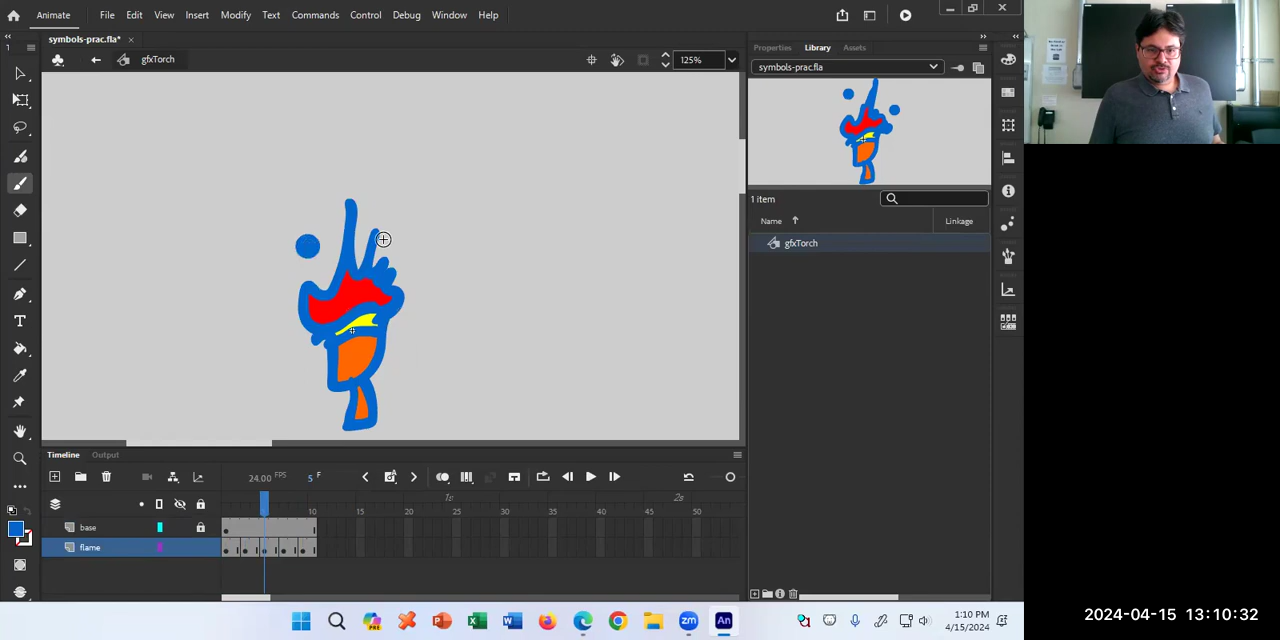 Animate File Edit View Insert Modify Text Commands Control Debug Window Help
symbols-prac.fla* ×
gfxTorch 125%
Properties Library Assets
symbols-prac.fla
1 item
Name Linkage
gfxTorch
Timeline Output
24.00 FPS 5 F
1s 2s
5 10 15 20 25 30 35 40 45 50
base
flame
1:10 PM
4/15/2024
2024-04-15 13:10:32